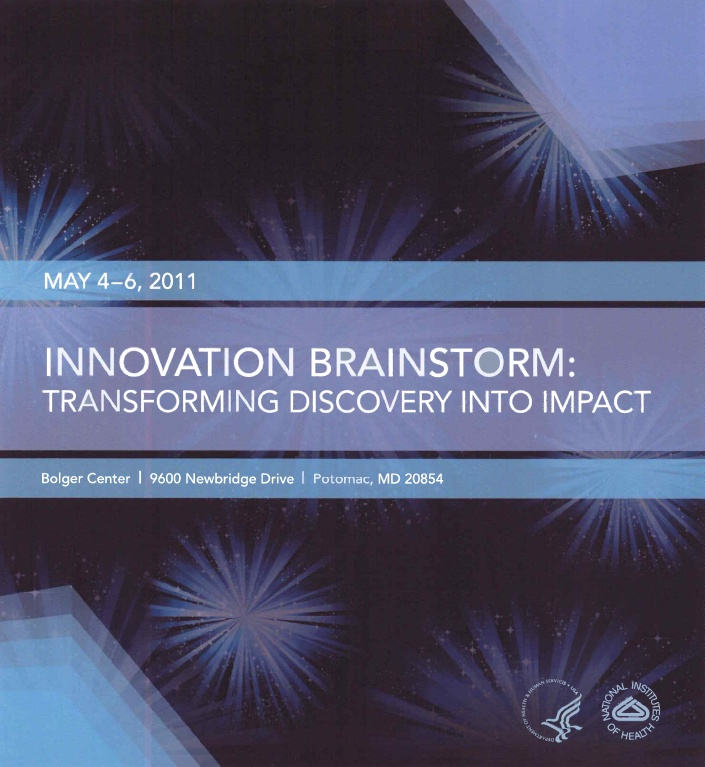 MAY 4–6, 2011
INNOVATION BRAINSTORM:
TRANSFORMING DISCOVERY INTO IMPACT
Bolger Center | 9600 Newbridge Drive | Potomac, MD 20854
DEPARTMENT OF HEALTH & HUMAN SERVICES • USA
NATIONAL INSTITUTES
OF HEALTH